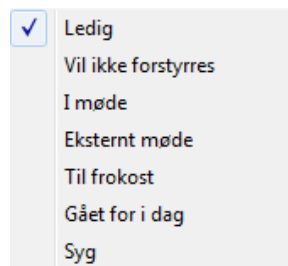 Ledig
Vil ikke forstyrres
I møde
Eksternt møde
Til frokost
Gået for i dag
Syg